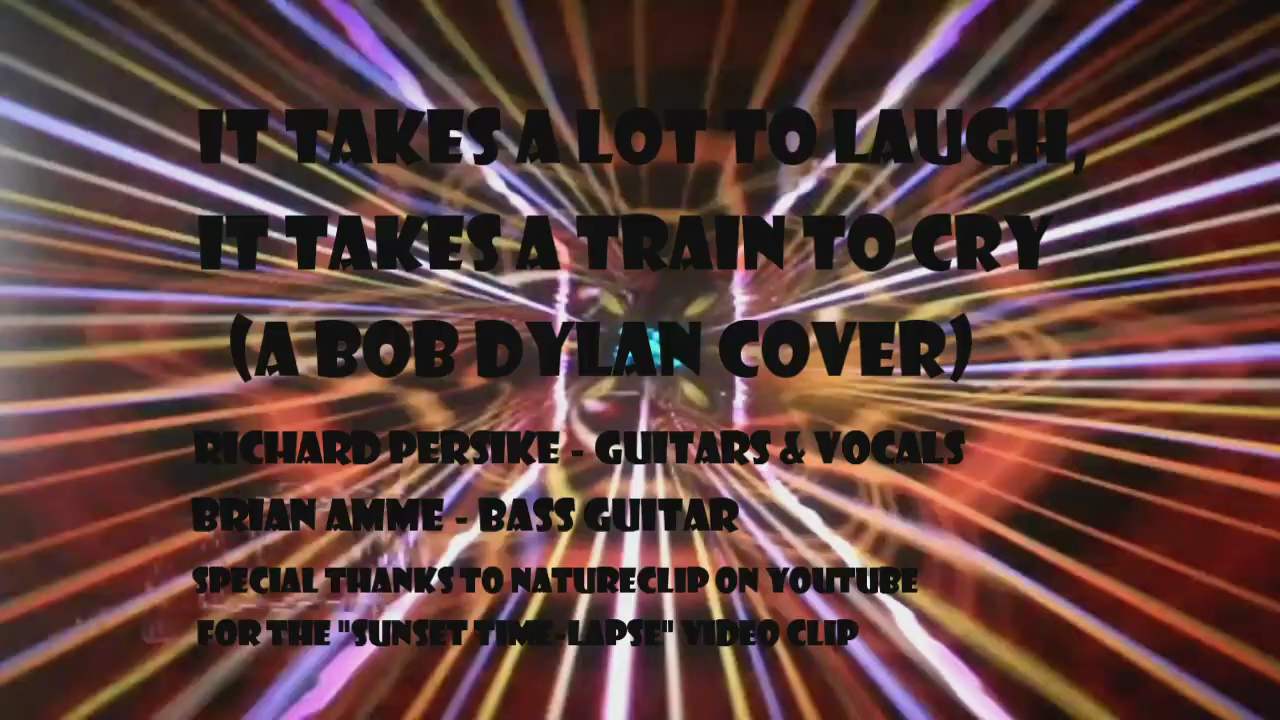 IT TAKES A LOT TO LAUGH,
IT TAKES A TRAIN TO CRY
(A BOB DYLAN COVER)
RICHARD PERSIKE - GUITARS & VOCALS
BRIAN AMME - BASS GUITAR
SPECIAL THANKS TO NATURECLIP ON YOUTUBE
FOR THE "SUNSET TIME-LAPSE" VIDEO CLIP